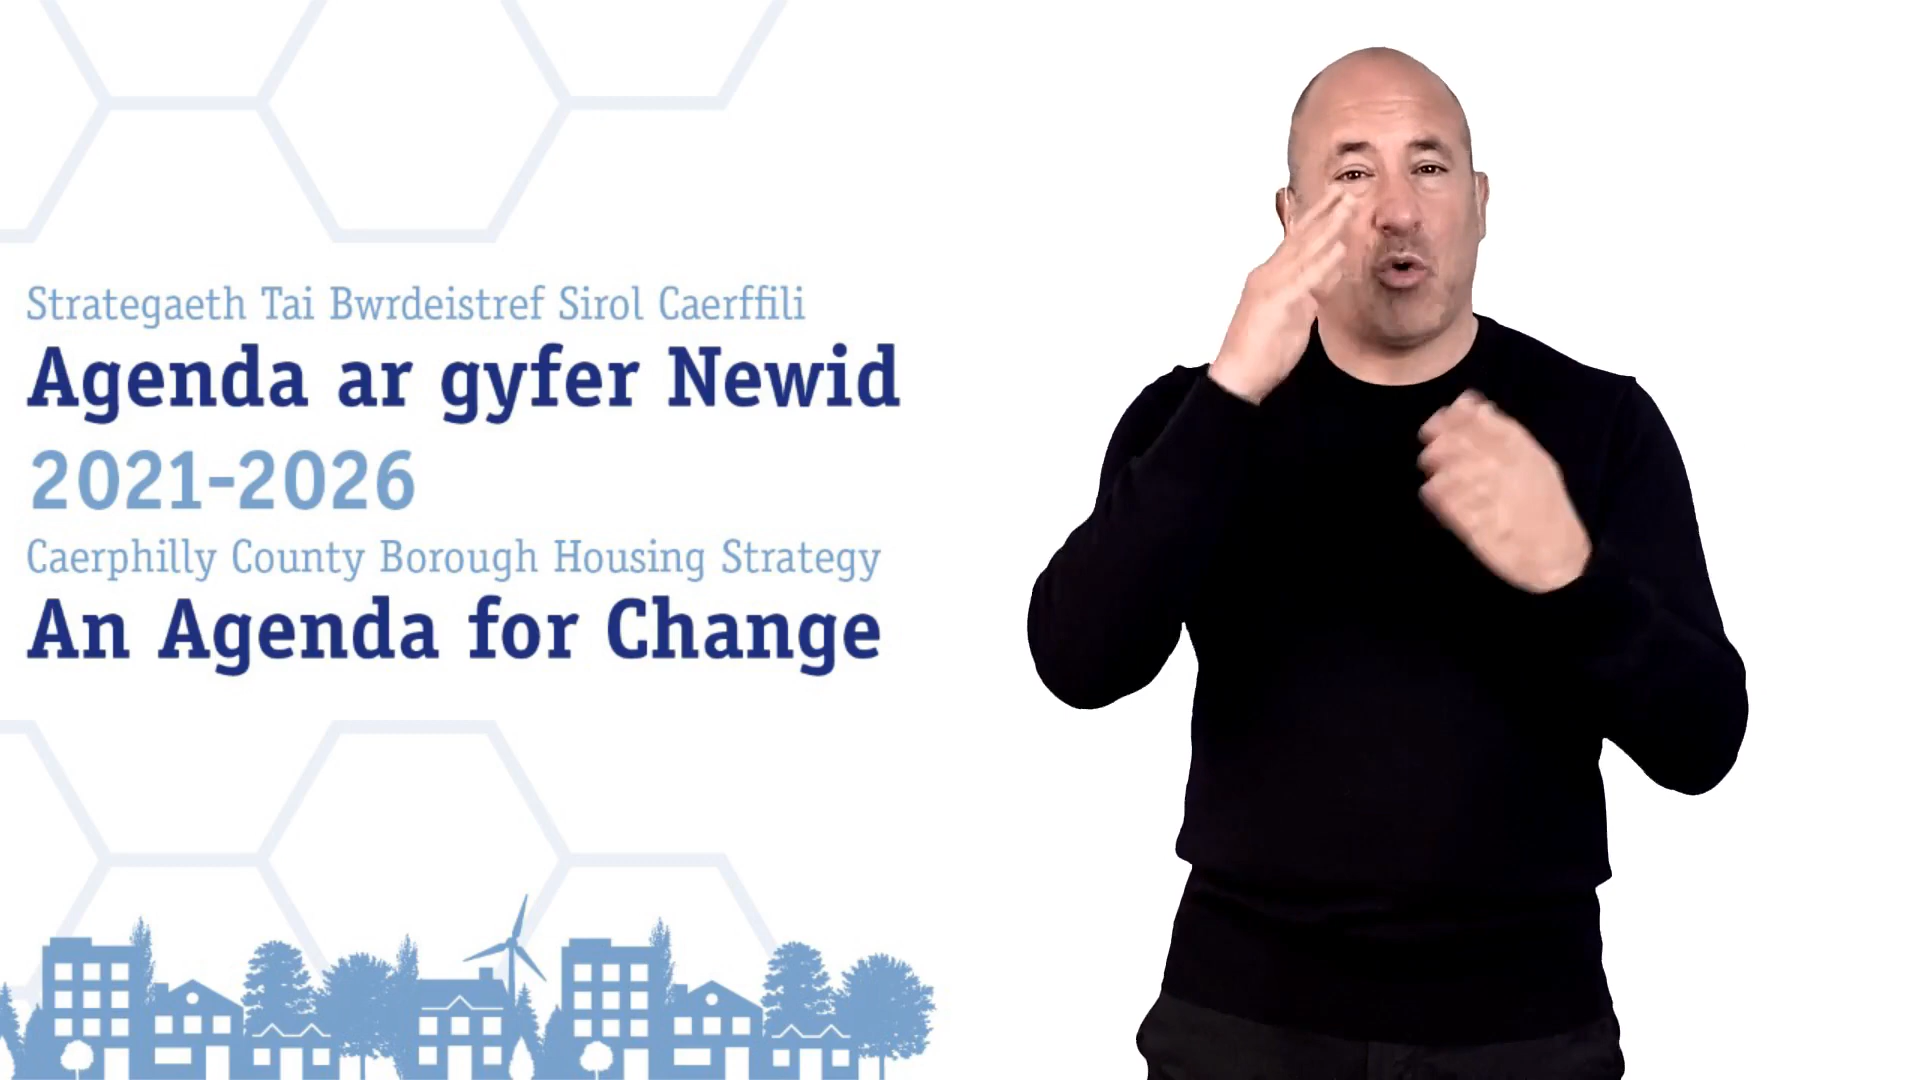 Strategaeth Tai Bwrdeistref Sirol Caerffili
Agenda ar gyfer Newid
2021-2026
Caerphilly County Borough Housing Strategy
An Agenda for Change